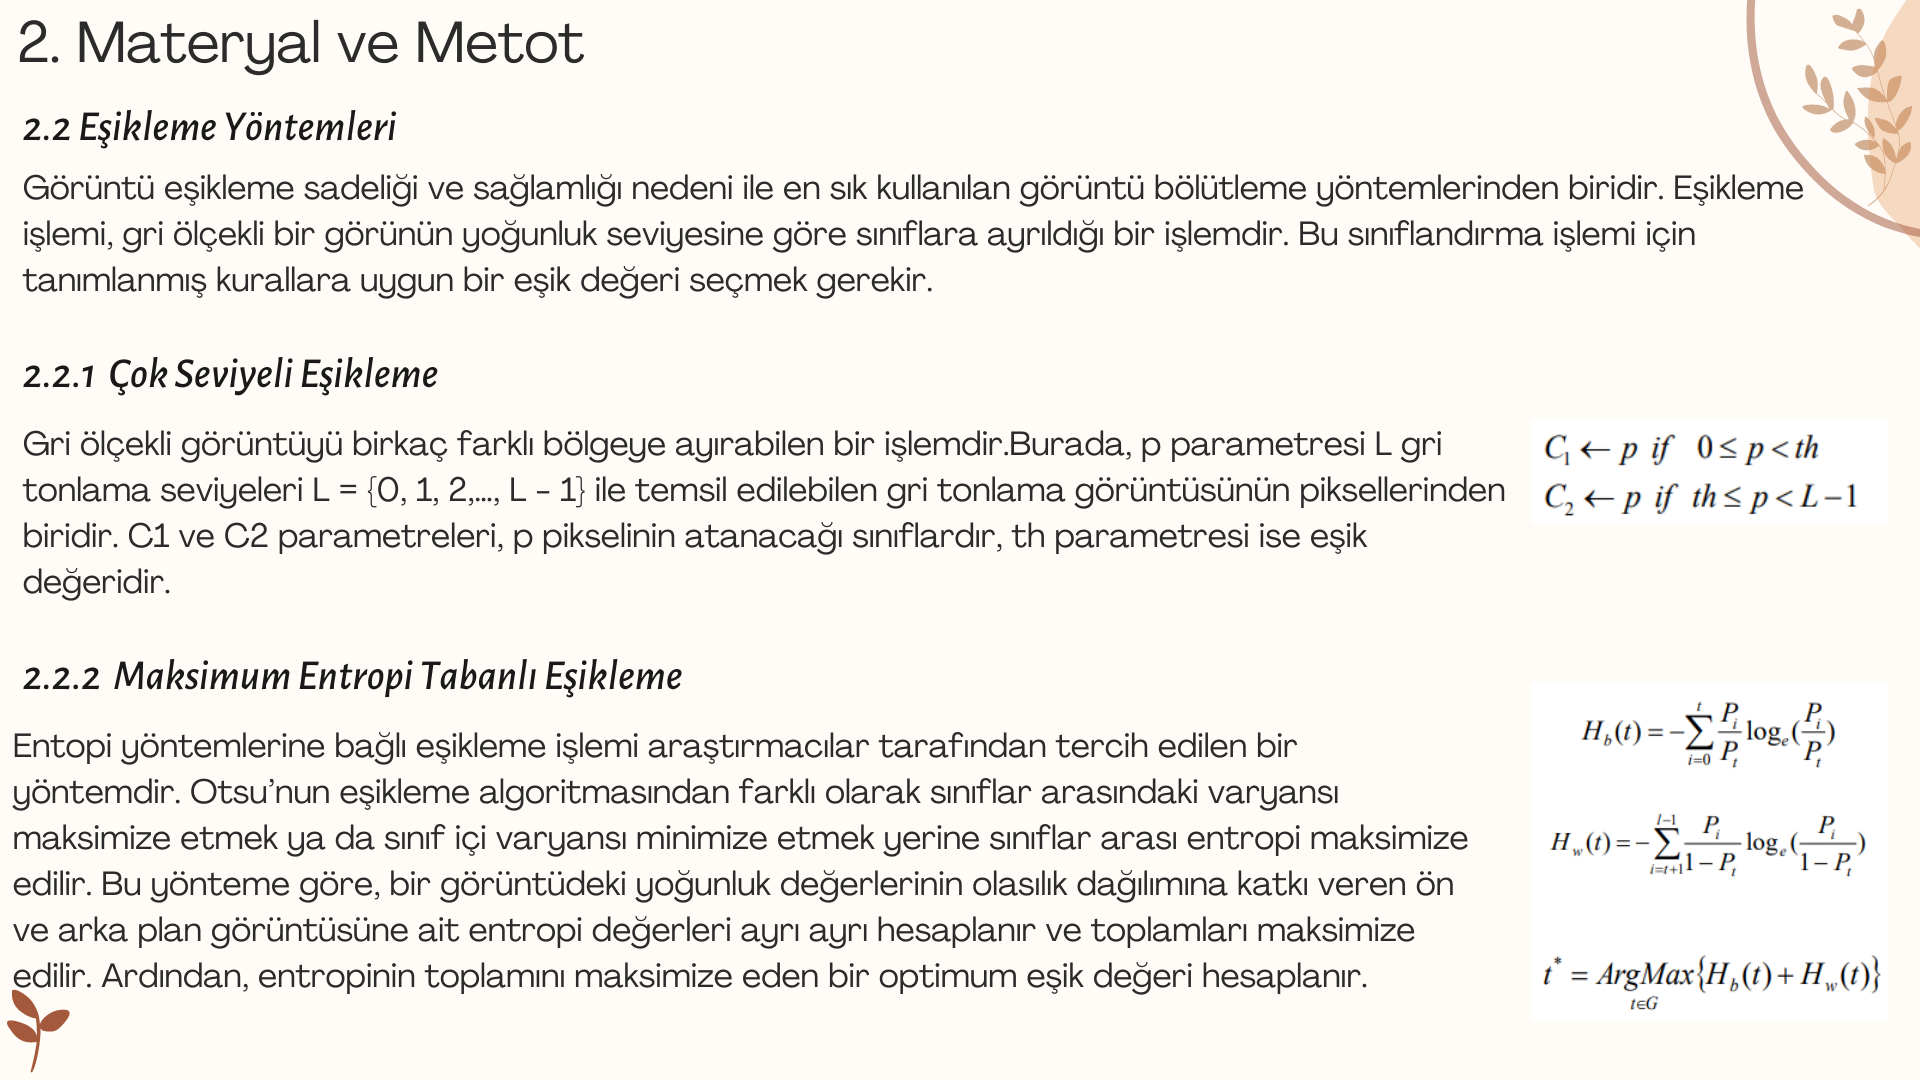 2. Materyal ve Metot
2.2 Eşikleme Yöntemleri
Görüntü eşikleme sadeliği ve sağlamlığı nedeni ile en sık kullanılan görüntü bölütleme yöntemlerinden biridir. Eşikleme
işlemi, gri ölçekli bir görünün yoğunluk seviyesine göre sınıflara ayrıldığı bir işlemdir. Bu sınıflandırma işlemi için
tanımlanmış kurallara uygun bir eşik değeri seçmek gerekir.
2.2.1 Çok Seviyeli Eşikleme
Gri ölçekli görüntüyü birkaç farklı bölgeye ayırabilen bir işlemdir.Burada, p parametresi L gri
tonlama seviyeleri L = {0, 1, 2,..., L - 1} ile temsil edilebilen gri tonlama görüntüsünün piksellerinden
biridir. C1 ve C2 parametreleri, p pikselinin atanacağı sınıflardır, th parametresi ise eşik
değeridir.
C₁ ← p if 0 ≤ p < th
C₂ ← p if th ≤ p < L − 1
2.2.2 Maksimum Entropi Tabanlı Eşikleme
Entopi yöntemlerine bağlı eşikleme işlemi araştırmacılar tarafından tercih edilen bir
yöntemdir. Otsu’nun eşikleme algoritmasından farklı olarak sınıflar arasındaki varyansı
maksimize etmek ya da sınıf içi varyansı minimize etmek yerine sınıflar arası entropi maksimize
edilir. Bu yönteme göre, bir görüntüdeki yoğunluk değerlerinin olasılık dağılımına katkı veren ön
ve arka plan görüntüsüne ait entropi değerleri ayrı ayrı hesaplanır ve toplamları maksimize
edilir. Ardından, entropinin toplamını maksimize eden bir optimum eşik değeri hesaplanır.
H_b(t) = −∑_{i=0}^{t} P_i/P_t log_e(P_i/P_t)
H_w(t) = −∑_{i=t+1}^{l−1} P_i/(1 − P_t) log_e(P_i/(1 − P_t))
t* = ArgMax_{t∈G} {H_b(t) + H_w(t)}